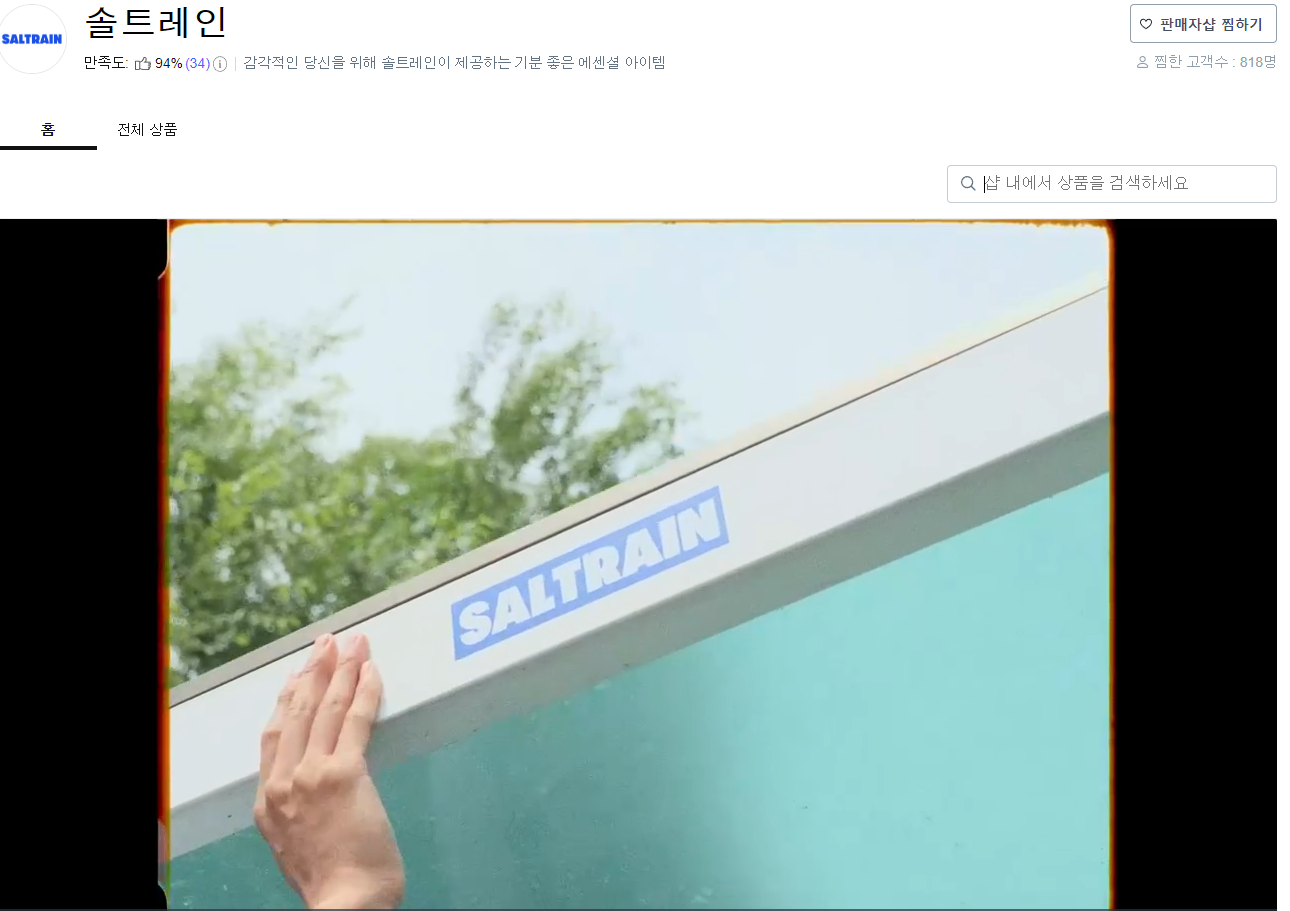 SALTRAIN
솔트레인
만족도: 94% (34) 감각적인 당신을 위해 솔트레인이 제공하는 기분 좋은 에센셜 아이템
판매자샵 찜하기
찜한 고객수 : 818명
홈
전체 상품
샵 내에서 상품을 검색하세요
SALTRAIN